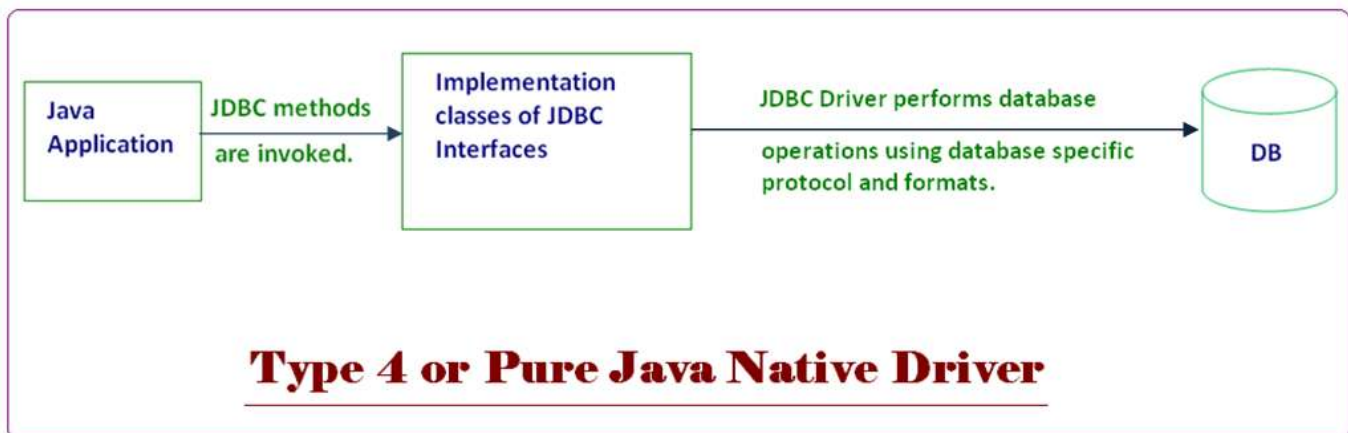 Java
Application
JDBC methods
are invoked.
Implementation
classes of JDBC
Interfaces
JDBC Driver performs database
operations using database specific
protocol and formats.
DB
Type 4 or Pure Java Native Driver